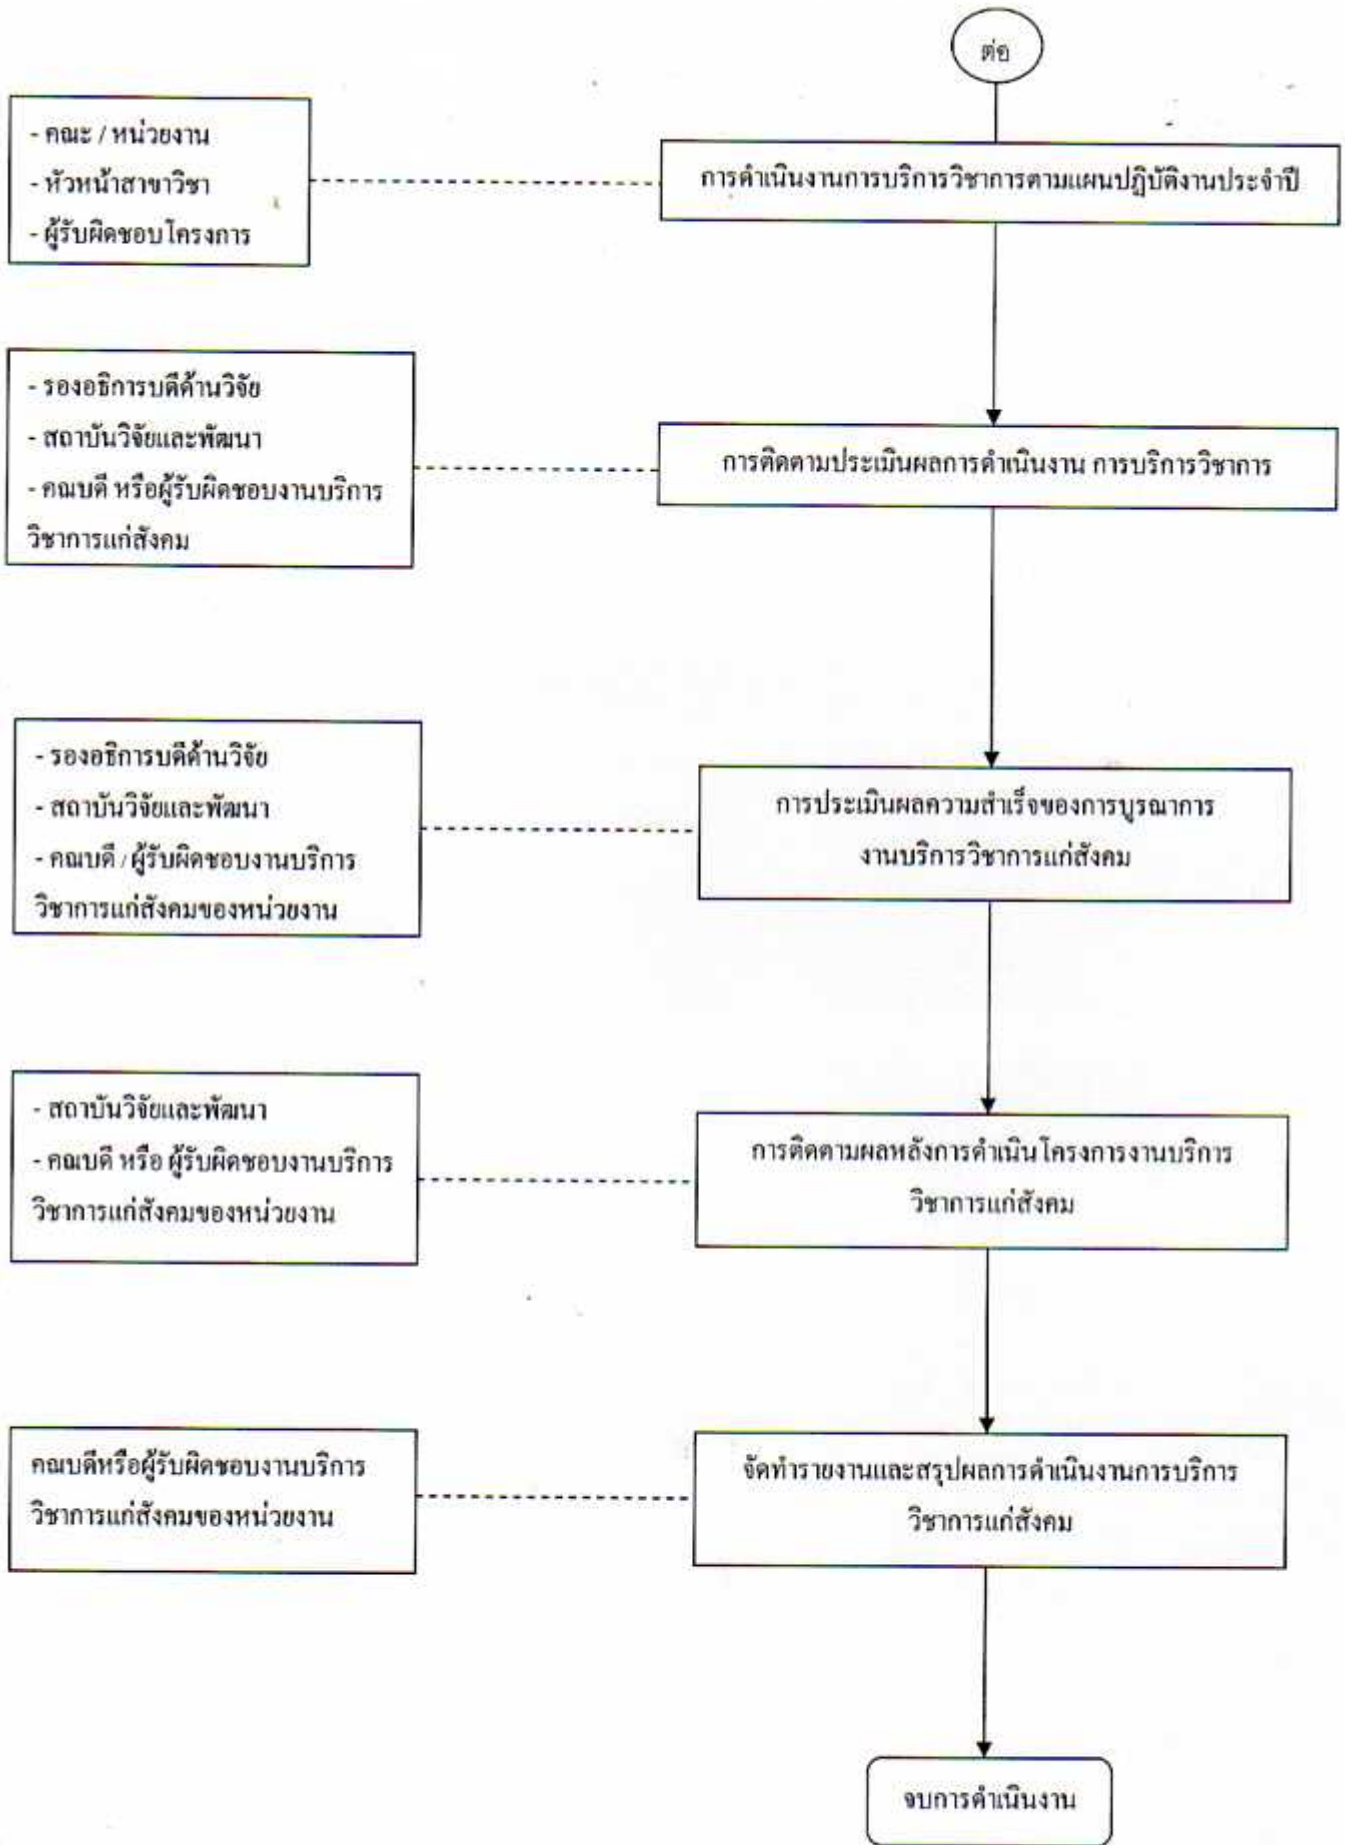 ต่อ
- คณะ / หน่วยงาน
- หัวหน้าสาขาวิชา
- ผู้รับผิดชอบโครงการ
การดำเนินงานการบริการวิชาการตามแผนปฏิบัติงานประจำปี
- รองอธิการบดีด้านวิจัย
- สถาบันวิจัยและพัฒนา
- คณบดี หรือผู้รับผิดชอบงานบริการ
วิชาการแก่สังคม
การติดตามประเมินผลการดำเนินงาน การบริการวิชาการ
- รองอธิการบดีด้านวิจัย
- สถาบันวิจัยและพัฒนา
- คณบดี / ผู้รับผิดชอบงานบริการ
วิชาการแก่สังคมของหน่วยงาน
การประเมินผลความสำเร็จของการบูรณาการ
งานบริการวิชาการแก่สังคม
- สถาบันวิจัยและพัฒนา
- คณบดี หรือ ผู้รับผิดชอบงานบริการ
วิชาการแก่สังคมของหน่วยงาน
การติดตามผลหลังการดำเนินโครงการงานบริการ
วิชาการแก่สังคม
คณบดีหรือผู้รับผิดชอบงานบริการ
วิชาการแก่สังคมของหน่วยงาน
จัดทำรายงานและสรุปผลการดำเนินงานการบริการ
วิชาการแก่สังคม
จบการดำเนินงาน